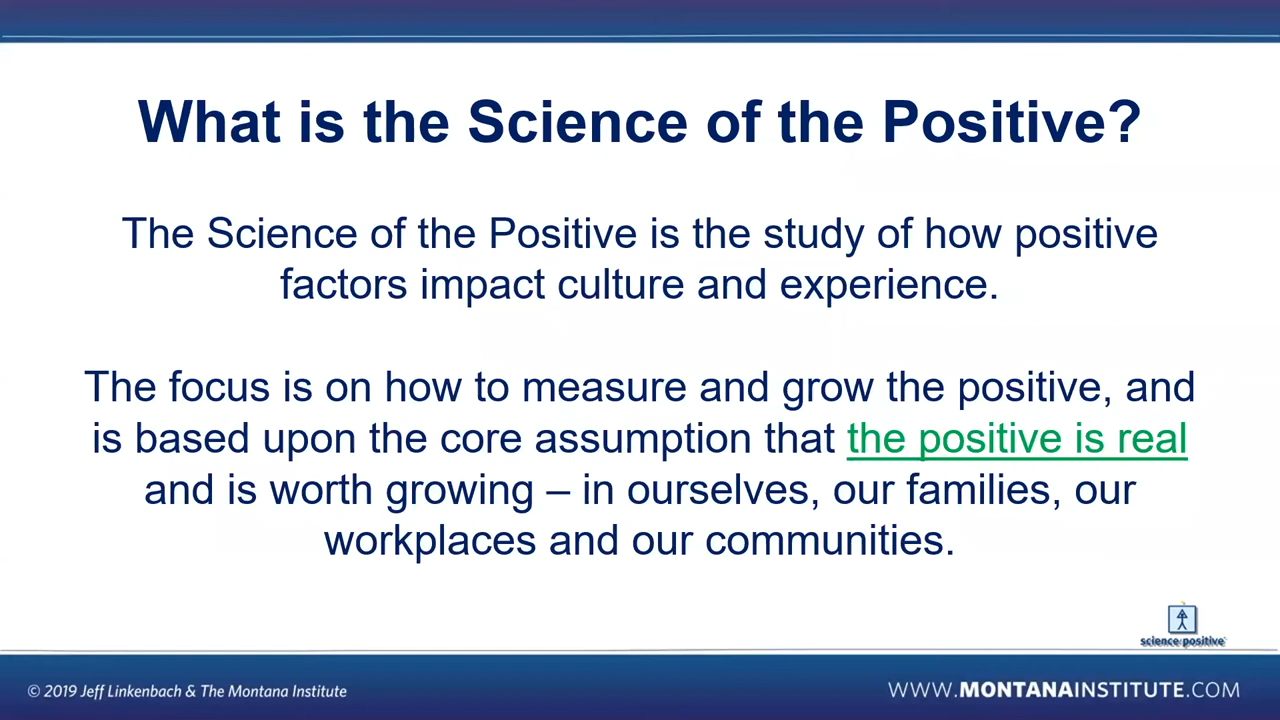 What is the Science of the Positive?
The Science of the Positive is the study of how positive
factors impact culture and experience.
The focus is on how to measure and grow the positive, and
is based upon the core assumption that the positive is real
and is worth growing – in ourselves, our families, our
workplaces and our communities.
science positive
© 2019 Jeff Linkenbach & The Montana Institute
WWW.MONTANAINSTITUTE.COM